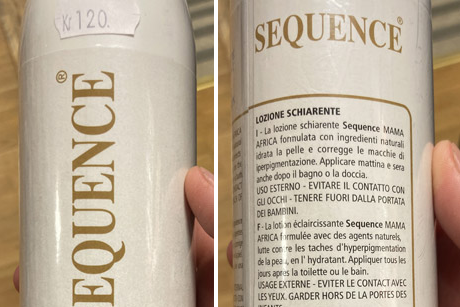 Kr 120.
SEQUENCE®
SEQUENCE®
LOZIONE SCHIARENTE
I - La lozione schiarente Sequence MAMA
AFRICA formulata con ingredienti naturali
idrata la pelle e corregge le macchie di
iperpigmentazione. Applicare mattina e sera
anche dopo il bagno o la doccia.
USO ESTERNO - EVITARE IL CONTATTO CON
GLI OCCHI - TENERE FUORI DALLA PORTATA
DEI BAMBINI.
F - La lotion éclaircissante Sequence MAMA
AFRICA formulée avec des agents naturels,
lutte contre les taches d'hyperpigmentation
de la peau, en l' hydratant. Appliquer tous les
jours apres la toilette ou le bain.
USAGE EXTERNE - EVITER LE CONTACT AVEC
LES YEUX. GARDER HORS DE LA PORTES DES